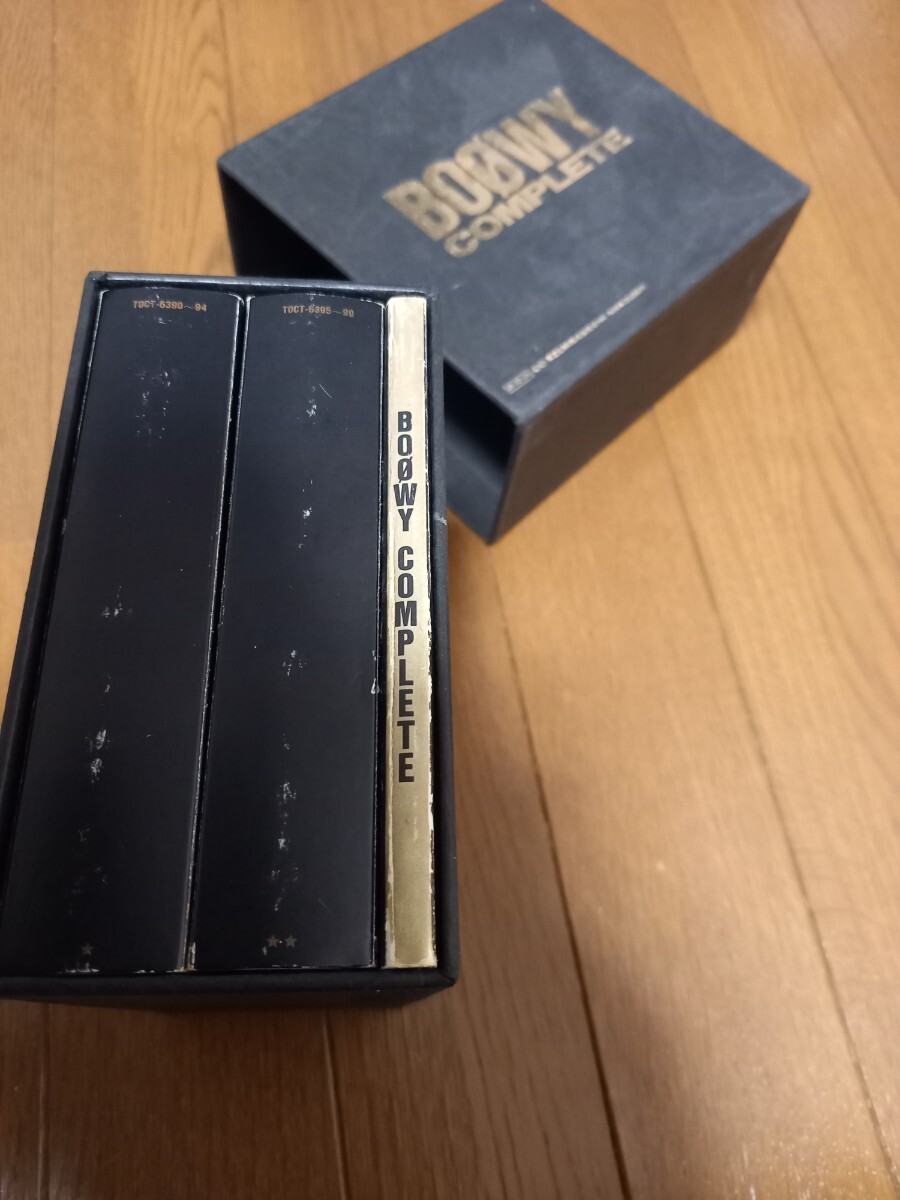 BOØWY
COMPLETE
TOCT-6390～94
TOCT-6395～99
BOØWY COMPLETE
★
★★